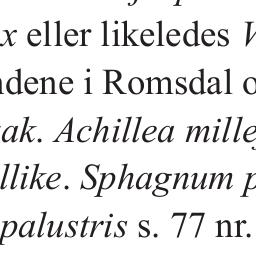 x eller likeledes
dene i Romsdal
ak. Achillea mille
llike. Sphagnum p
palustris s. 77 nr.